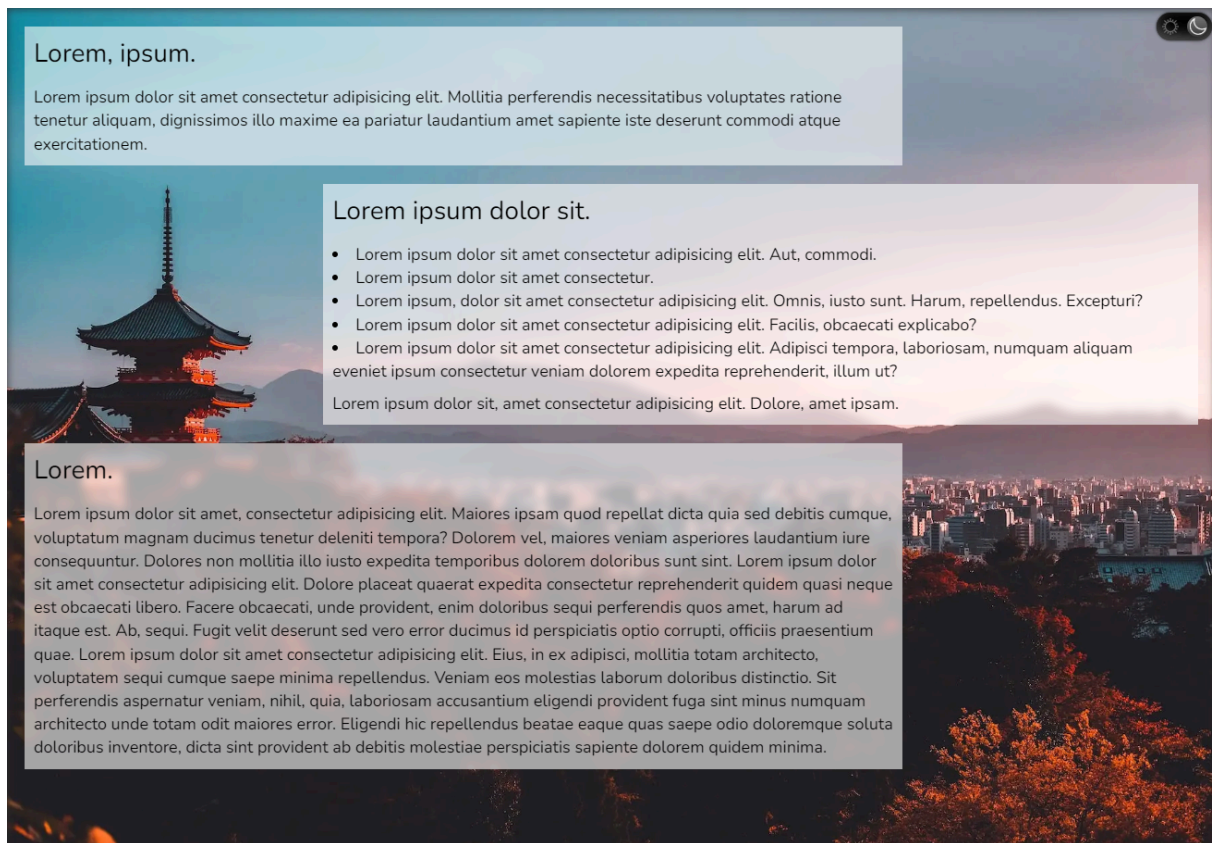 Lorem, ipsum.
Lorem ipsum dolor sit amet consectetur adipisicing elit. Mollitia perferendis necessitatibus voluptates ratione
tenetur aliquam, dignissimos illo maxime ea pariatur laudantium amet sapiente iste deserunt commodi atque
exercitationem.
Lorem ipsum dolor sit.
• Lorem ipsum dolor sit amet consectetur adipisicing elit. Aut, commodi.
• Lorem ipsum dolor sit amet consectetur.
• Lorem ipsum, dolor sit amet consectetur adipisicing elit. Omnis, iusto sunt. Harum, repellendus. Excepturi?
• Lorem ipsum dolor sit amet consectetur adipisicing elit. Facilis, obcaecati explicabo?
• Lorem ipsum dolor sit amet consectetur adipisicing elit. Adipisci tempora, laboriosam, numquam aliquam
eveniet ipsum consectetur veniam dolorem expedita reprehenderit, illum ut?
Lorem ipsum dolor sit, amet consectetur adipisicing elit. Dolore, amet ipsam.
Lorem.
Lorem ipsum dolor sit amet, consectetur adipisicing elit. Maiores ipsam quod repellat dicta quia sed debitis cumque,
voluptatum magnam ducimus tenetur deleniti tempora? Dolorem vel, maiores veniam asperiores laudantium iure
consequuntur. Dolores non mollitia illo iusto expedita temporibus dolorem doloribus sunt sint. Lorem ipsum dolor
sit amet consectetur adipisicing elit. Dolore placeat quaerat expedita consectetur reprehenderit quidem quasi neque
est obcaecati libero. Facere obcaecati, unde provident, enim doloribus sequi perferendis quos amet, harum ad
itaque est. Ab, sequi. Fugit velit deserunt sed vero error ducimus id perspiciatis optio corrupti, officiis praesentium
quae. Lorem ipsum dolor sit amet consectetur adipisicing elit. Eius, in ex adipisci, mollitia totam architecto,
voluptatem sequi cumque saepe minima repellendus. Veniam eos molestias laborum doloribus distinctio. Sit
perferendis aspernatur veniam, nihil, quia, laboriosam accusantium eligendi provident fuga sint minus numquam
architecto unde totam odit maiores error. Eligendi hic repellendus beatae eaque quas saepe odio doloremque soluta
doloribus inventore, dicta sint provident ab debitis molestiae perspiciatis sapiente dolorem quidem minima.